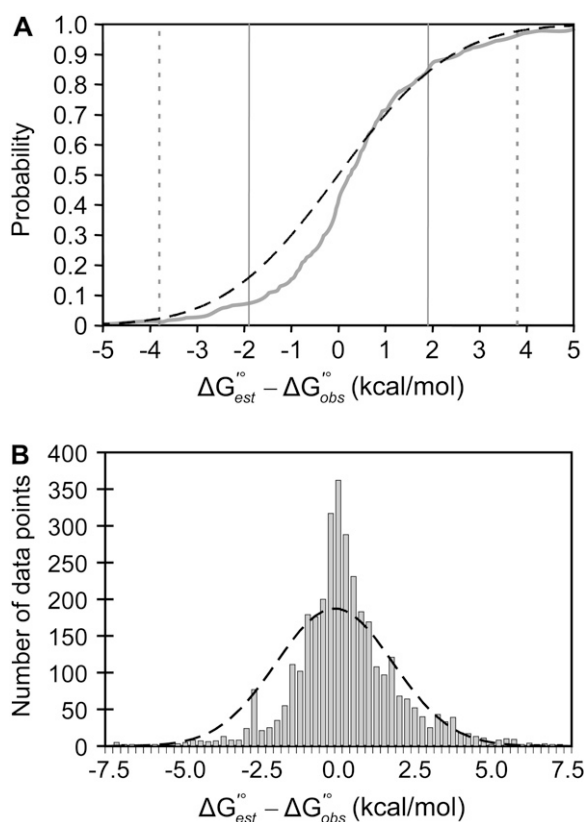 A
1.0
0.9
0.8
0.7
0.6
0.5
0.4
0.3
0.2
0.1
0
Probability
-5 -4 -3 -2 -1 0 1 2 3 4 5
ΔG′°est – ΔG′°obs (kcal/mol)
B
400
350
300
250
200
150
100
50
0
Number of data points
-7.5 -5.0 -2.5 0.0 2.5 5.0 7.5
ΔG′°est – ΔG′°obs (kcal/mol)